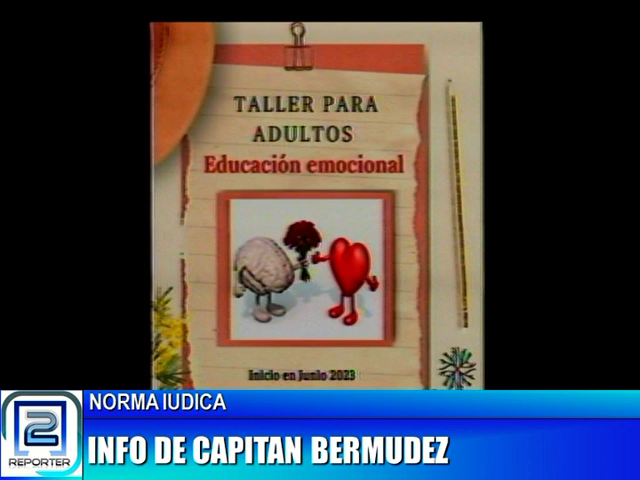 TALLER PARA
ADULTOS
Educación emocional
Inicio en Junio 2023
NORMA IUDICA
2
REPORTER
INFO DE CAPITAN BERMUDEZ